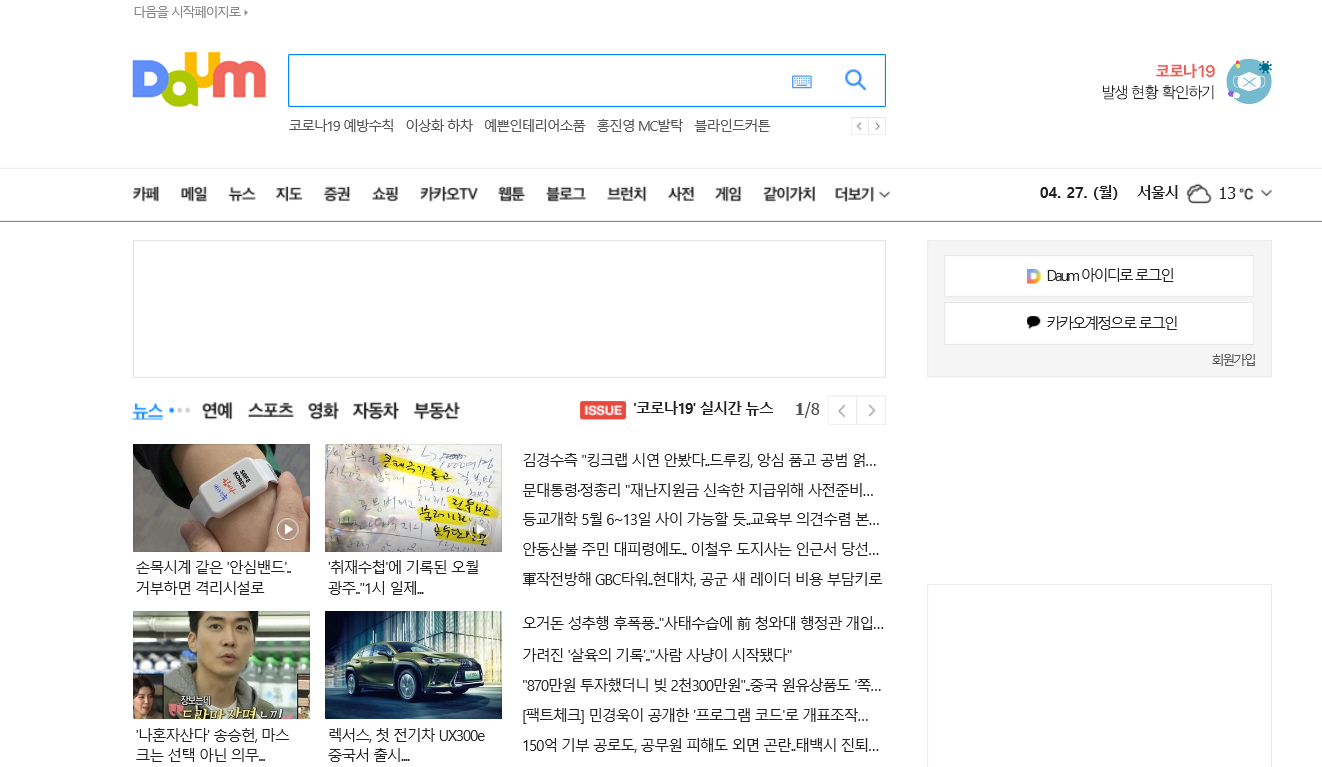 다음을 시작페이지로
Daum
코로나19
발생 현황 확인하기
코로나19 예방수칙 이상화 하차 예쁜인테리어소품 홍진영 MC발탁 블라인드커튼
카페 메일 뉴스 지도 증권 쇼핑 카카오TV 웹툰 블로그 브런치 사전 게임 같이가치 더보기
04. 27. (월) 서울시 13 °C
Daum 아이디로 로그인
카카오계정으로 로그인
회원가입
뉴스 연예 스포츠 영화 자동차 부동산
ISSUE '코로나19' 실시간 뉴스 1/8
SAFE KOREA
손목시계 같은 '안심밴드'..
거부하면 격리시설로
'취재수첩'에 기록된 오월
광주.."1시 일제...
장보는데
'나혼자산다' 송승헌, 마스
크는 선택 아닌 의무...
렉서스, 첫 전기차 UX300e
중국서 출시....
김경수측 "킹크랩 시연 안봤다..드루킹, 앙심 품고 공범 얽...
문대통령·정총리 "재난지원금 신속한 지급위해 사전준비...
등교개학 5월 6~13일 사이 가능할 듯..교육부 의견수렴 본...
안동산불 주민 대피령에도.. 이철우 도지사는 인근서 당선...
軍작전방해 GBC타워..현대차, 공군 새 레이더 비용 부담키로
오거돈 성추행 후폭풍.."사태수습에 前 청와대 행정관 개입...
가려진 '살육의 기록'.."사람 사냥이 시작됐다"
"870만원 투자했더니 빚 2천300만원"..중국 원유상품도 '쪽...
[팩트체크] 민경욱이 공개한 '프로그램 코드'로 개표조작...
150억 기부 공로도, 공무원 피해도 외면 곤란..태백시 진퇴...